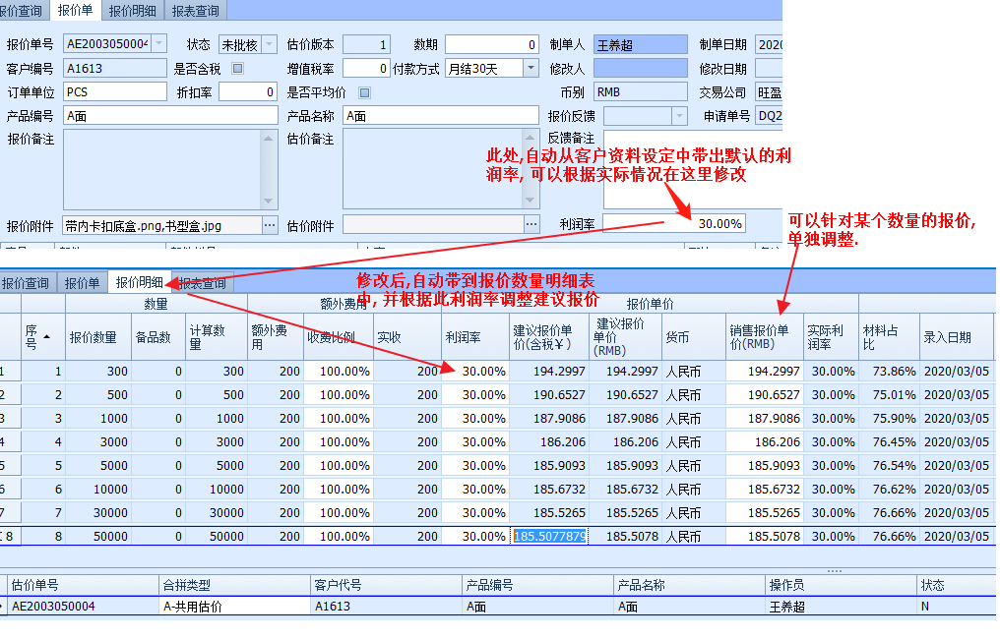 报价查询 报价单 报价明细 报表查询
报价单号 AE2003050004 状态 未批核 估价版本 1 数期 0 制单人 王养超 制单日期 2020
客户编号 A1613 是否含税 增值税率 0 付款方式 月结30天 修改人 修改日期
订单单位 PCS 折扣率 0 是否平均价 币别 RMB 交易公司 旺盈
产品编号 A面 产品名称 A面 报价反馈 申请单号 DQ2
报价备注 估价备注 反馈备注
此处,自动从客户资料设定中带出默认的利
润率, 可以根据实际情况在这里修改
报价附件 带内卡扣底盒.png,书型盒.jpg 估价附件 利润率 30.00%
可以针对某个数量的报价,
单独调整.
报价查询 报价单 报价明细 报表查询
修改后,自动带到报价数量明细表
中, 并根据此利润率调整建议报价
数量 额外费用 报价单价
序号 报价数量 备品数 计算数量 额外费用 收费比例 实收 利润率 建议报价单价(含税￥) 建议报价单价(RMB) 货币 销售报价单价(RMB) 实际利润率 材料占比 录入日期
1 1 300 0 300 200 100.00% 200 30.00% 194.2997 194.2997 人民币 194.2997 30.00% 73.86% 2020/03/05
2 2 500 0 500 200 100.00% 200 30.00% 190.6527 190.6527 人民币 190.6527 30.00% 75.01% 2020/03/05
3 3 1000 0 1000 200 100.00% 200 30.00% 187.9086 187.9086 人民币 187.9086 30.00% 75.90% 2020/03/05
4 4 3000 0 3000 200 100.00% 200 30.00% 186.206 186.206 人民币 186.206 30.00% 76.45% 2020/03/05
5 5 5000 0 5000 200 100.00% 200 30.00% 185.9093 185.9093 人民币 185.9093 30.00% 76.54% 2020/03/05
6 6 10000 0 10000 200 100.00% 200 30.00% 185.6732 185.6732 人民币 185.6732 30.00% 76.62% 2020/03/05
7 7 30000 0 30000 200 100.00% 200 30.00% 185.5265 185.5265 人民币 185.5265 30.00% 76.66% 2020/03/05
8 8 50000 0 50000 200 100.00% 200 30.00% 185.5077879 185.5078 人民币 185.5078 30.00% 76.66% 2020/03/05
估价单号 合拼类型 客户代号 产品编号 产品名称 操作员 状态
AE2003050004 A-共用估价 A1613 A面 A面 王养超 N